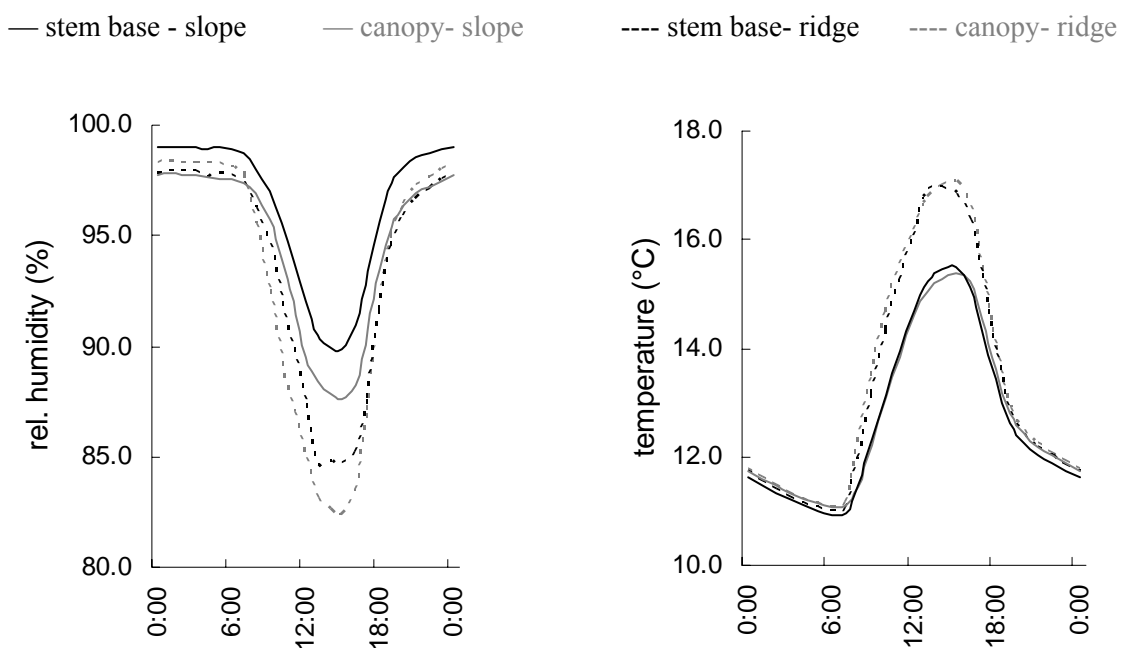 stem base - slope canopy- slope stem base- ridge canopy- ridge
rel. humidity (%)
100.0
95.0
90.0
85.0
80.0
0:00 6:00 12:00 18:00 0:00
temperature (°C)
18.0
16.0
14.0
12.0
10.0
0:00 6:00 12:00 18:00 0:00